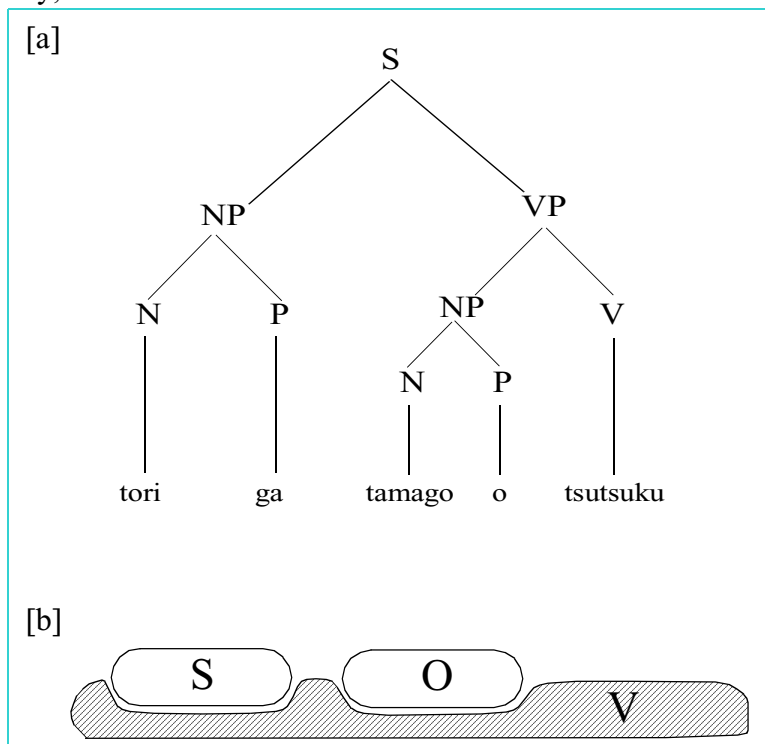 [a]
S
NP VP
N P NP V
N P
tori ga tamago o tsutsuku
[b]
S O V